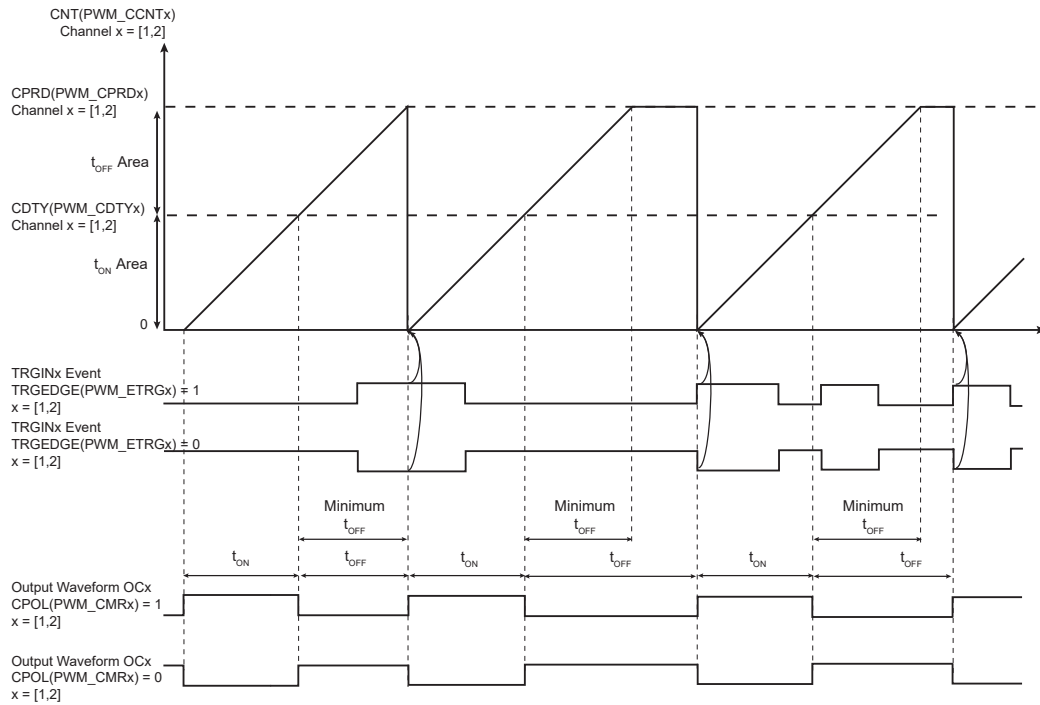 CNT(PWM_CCNTx)
Channel x = [1,2]
CPRD(PWM_CPRDx)
Channel x = [1,2]
tOFF Area
CDTY(PWM_CDTYx)
Channel x = [1,2]
tON Area
0
TRGINx Event
TRGEDGE(PWM_ETRGx) = 1
x = [1,2]
TRGINx Event
TRGEDGE(PWM_ETRGx) = 0
x = [1,2]
Minimum
tOFF
Minimum
tOFF
Minimum
tOFF
tON
tOFF
tON
tOFF
tON
tOFF
Output Waveform OCx
CPOL(PWM_CMRx) = 1
x = [1,2]
Output Waveform OCx
CPOL(PWM_CMRx) = 0
x = [1,2]